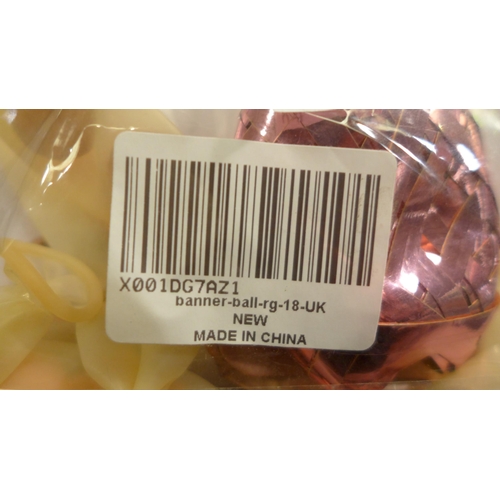 X001DG7AZ1
banner-ball-rg-18-UK
NEW
MADE IN CHINA